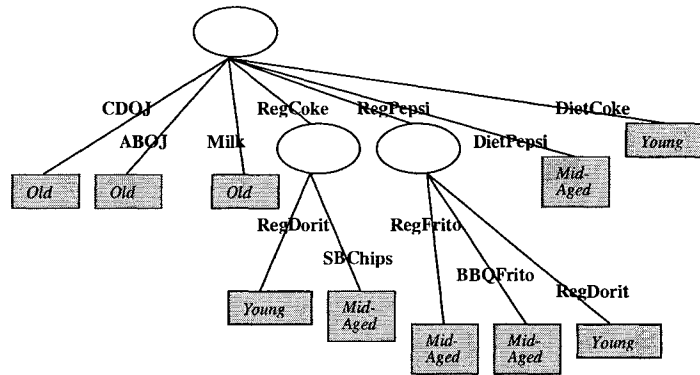 CDOJ
ABOJ
Milk
RegCoke
RegPepsi
DietPepsi
DietCoke
Old
Old
Old
Mid-
Aged
Young
RegDorit
SBChips
RegFrito
BBQFrito
RegDorit
Young
Mid-
Aged
Mid-
Aged
Mid-
Aged
Young